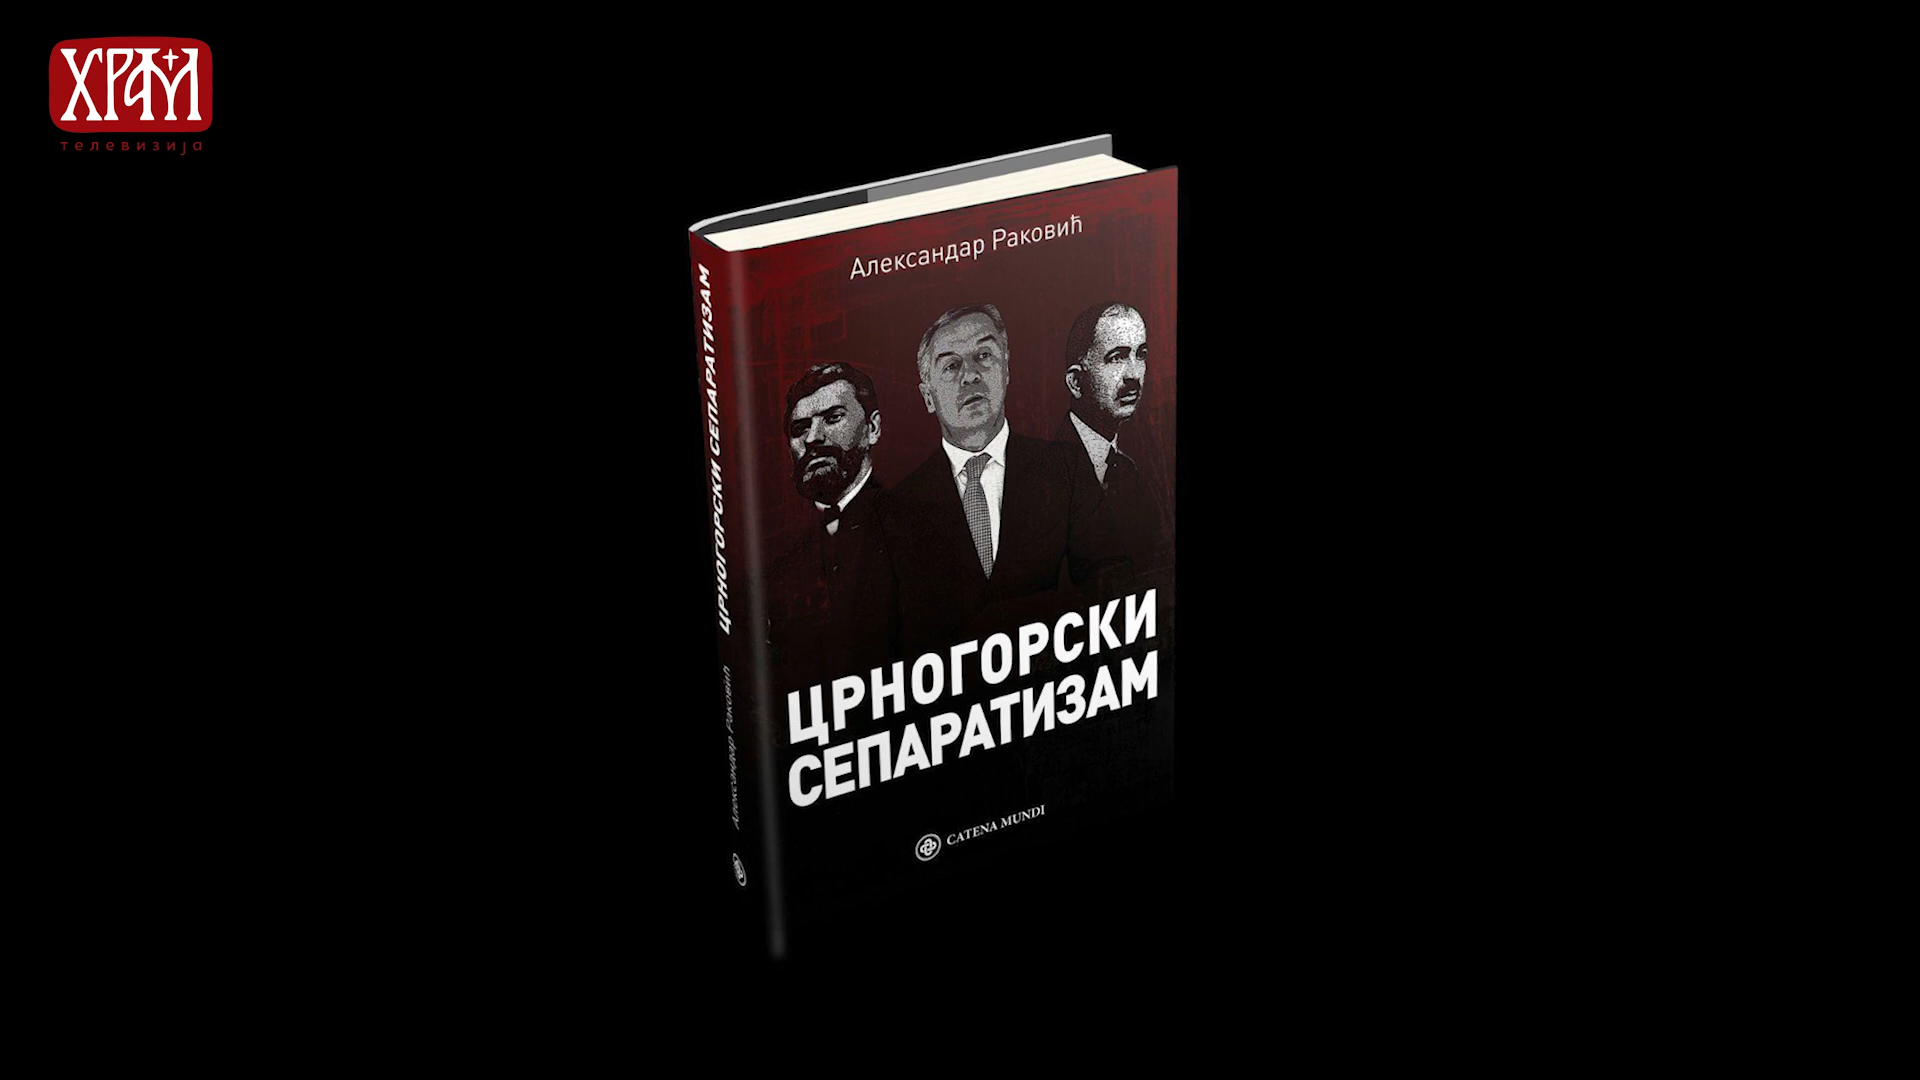 ХРАМ
телевизија
Александар Раковић
ЦРНОГОРСКИ
СЕПАРАТИЗАМ
CATENA MUNDI
ЦРНОГОРСКИ СЕПАРАТИЗАМ
Александар Раковић